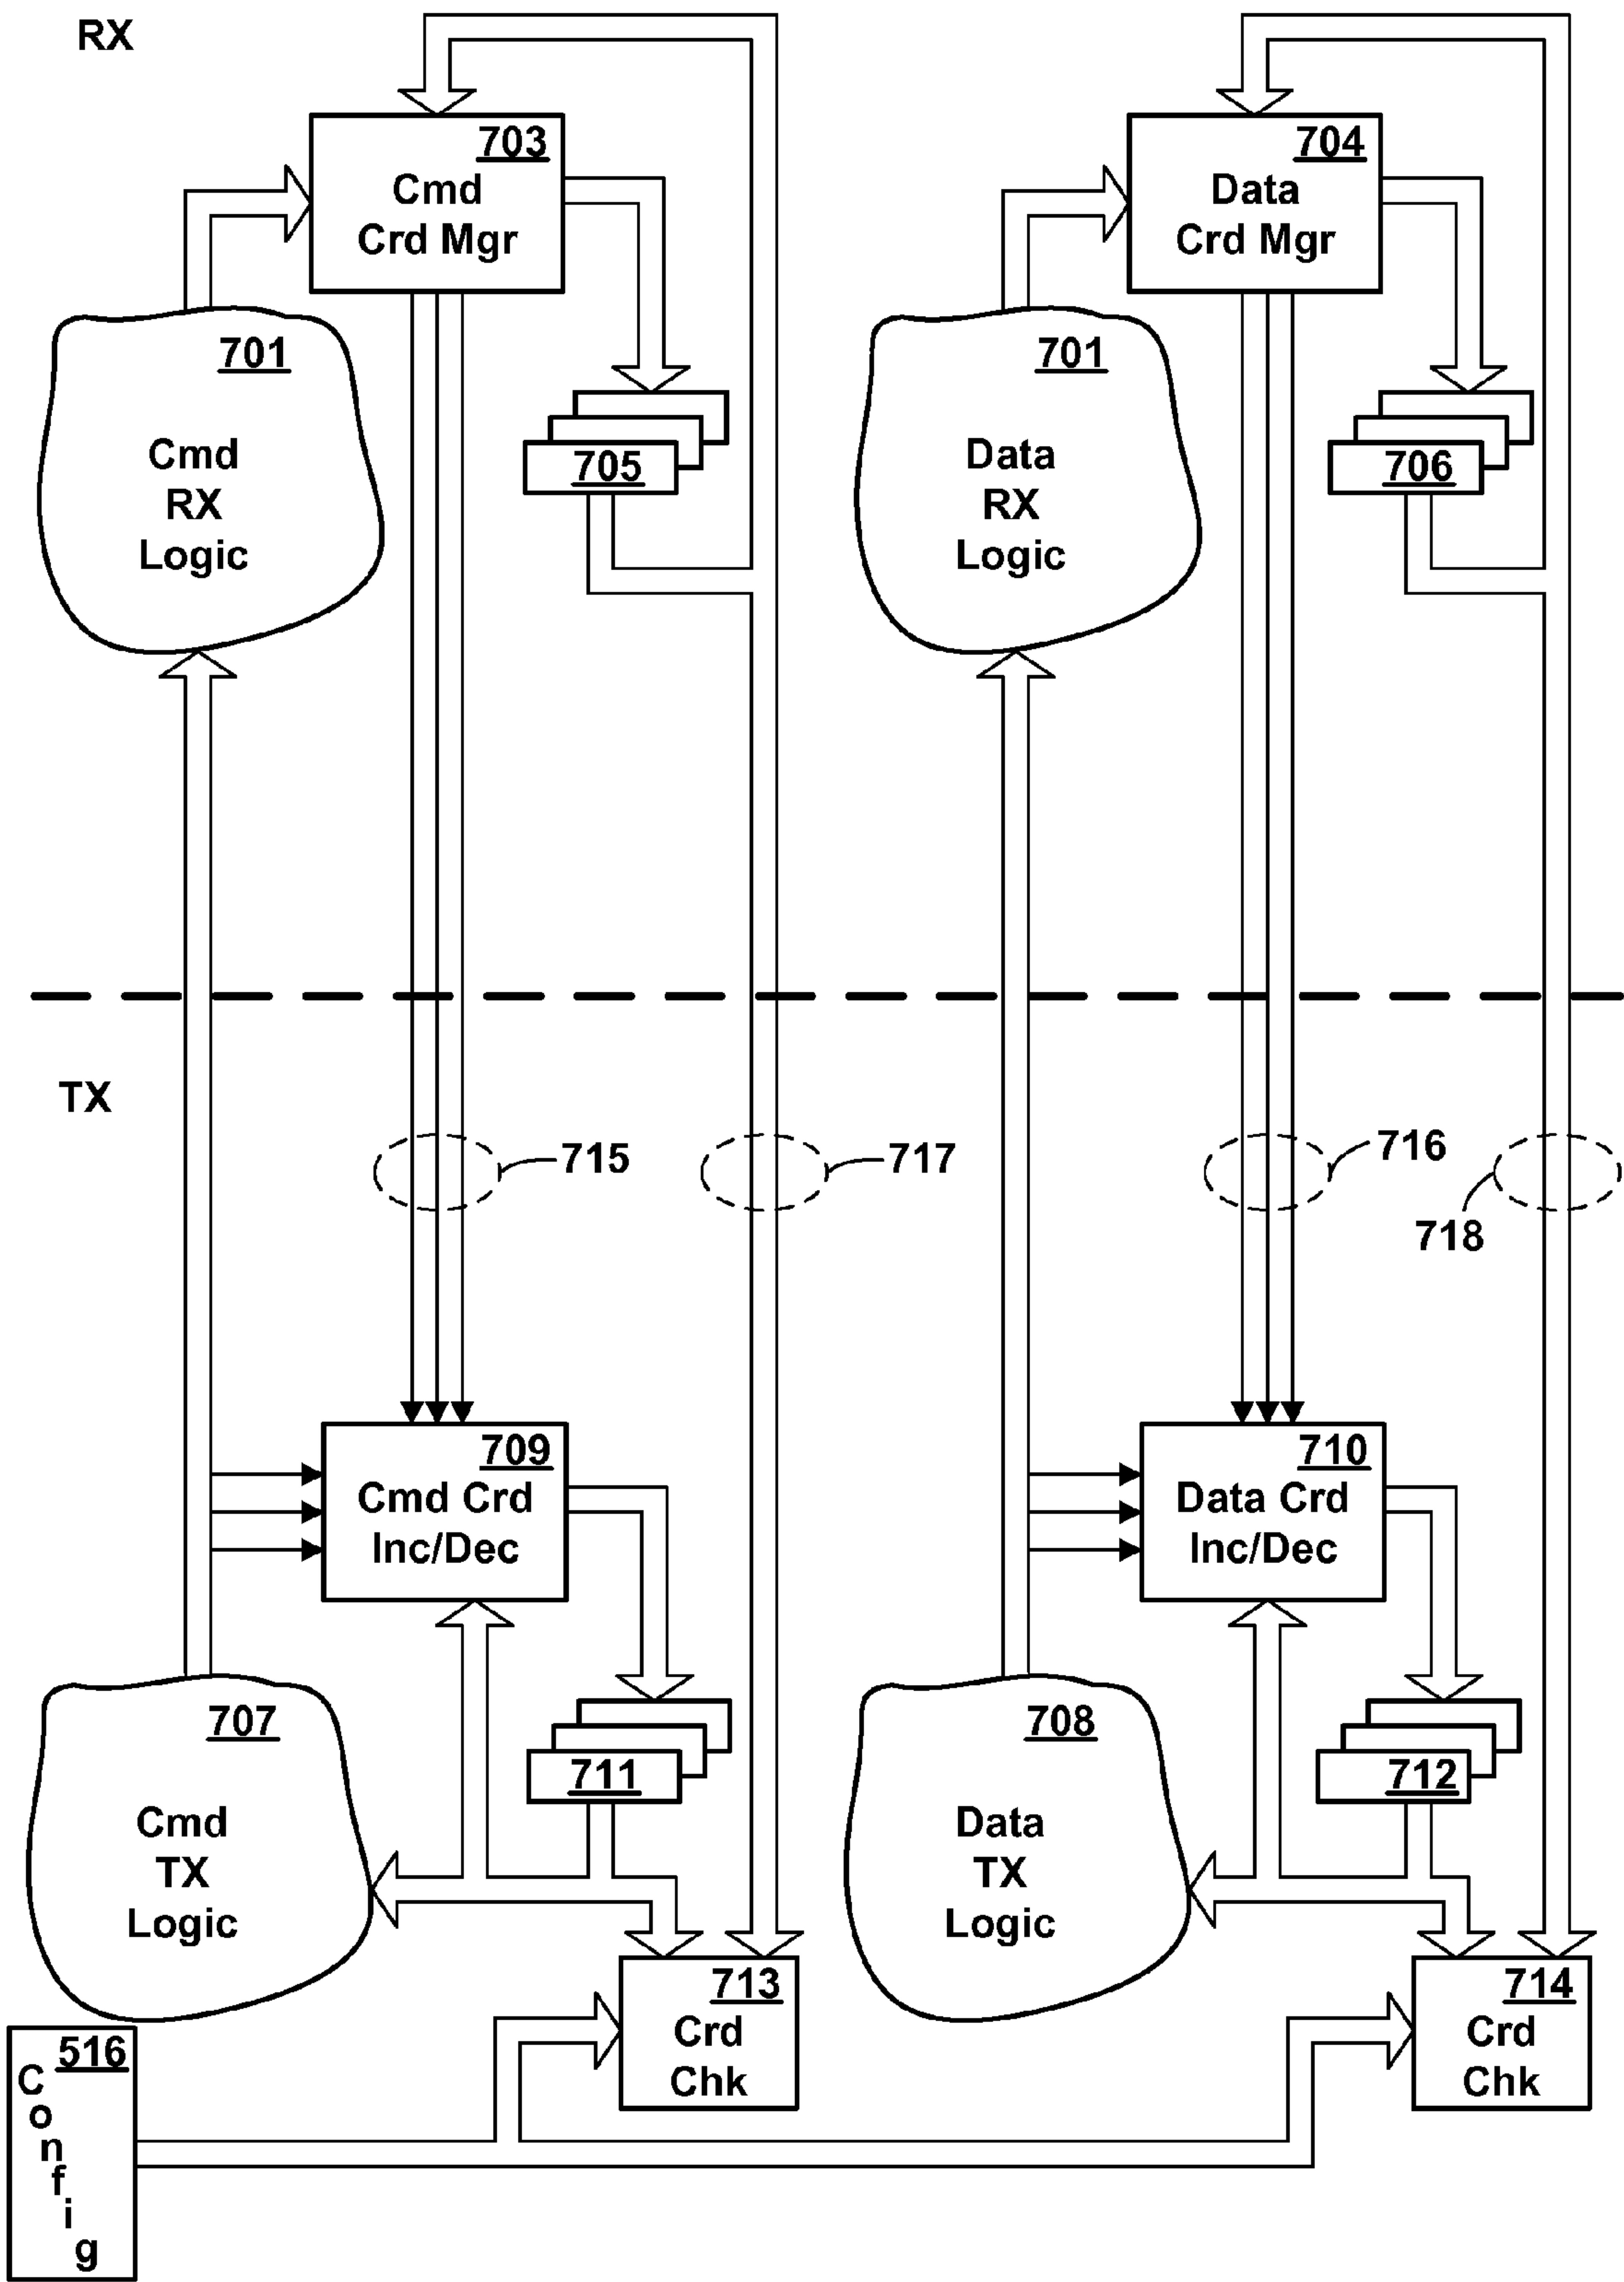 RX
703
Cmd
Crd Mgr
704
Data
Crd Mgr
701
Cmd
RX
Logic
705
701
Data
RX
Logic
706
TX
715
717
716
718
709
Cmd Crd
Inc/Dec
710
Data Crd
Inc/Dec
707
Cmd
TX
Logic
711
708
Data
TX
Logic
712
713
Crd
Chk
714
Crd
Chk
516
Config